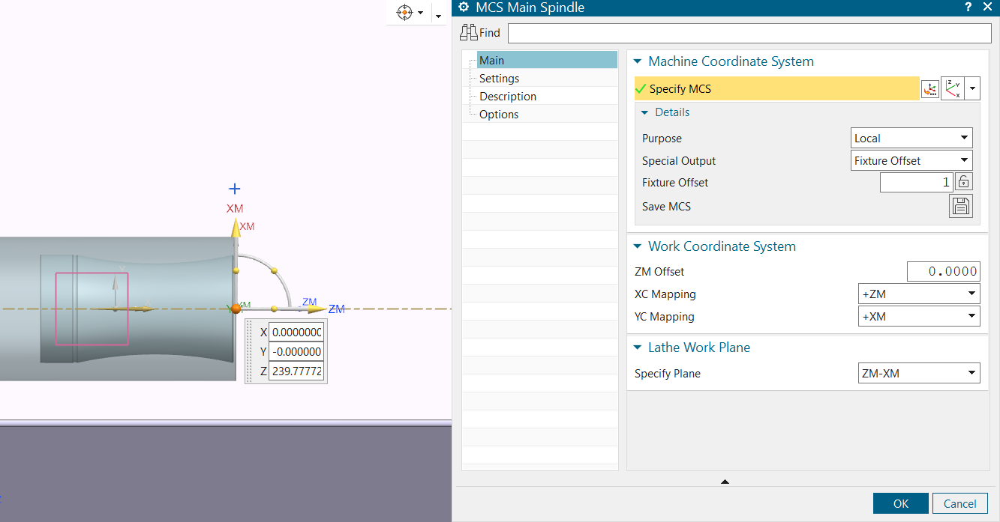 MCS Main Spindle
?
Find
Main
Settings
Description
Options
Machine Coordinate System
Specify MCS
Details
Purpose
Local
Special Output
Fixture Offset
Fixture Offset
1
Save MCS
Work Coordinate System
ZM Offset
0.0000
XC Mapping
+ZM
YC Mapping
+XM
Lathe Work Plane
Specify Plane
ZM-XM
OK
Cancel
XM
XM
ZM
ZM
X 0.0000000
Y -0.000000
Z 239.77772